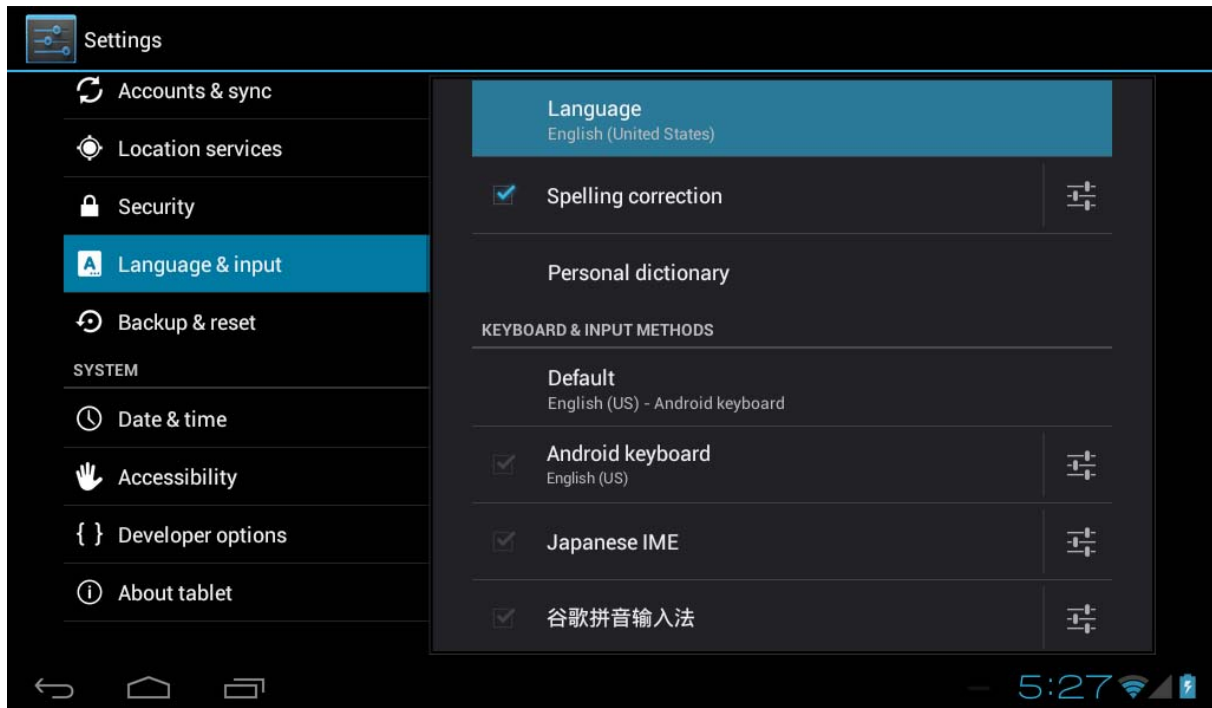 Settings
Accounts & sync
Location services
Security
Language & input
Backup & reset
SYSTEM
Date & time
Accessibility
{ } Developer options
About tablet
Language
English (United States)
Spelling correction
Personal dictionary
KEYBOARD & INPUT METHODS
Default
English (US) - Android keyboard
Android keyboard
English (US)
Japanese IME
谷歌拼音输入法
5:27